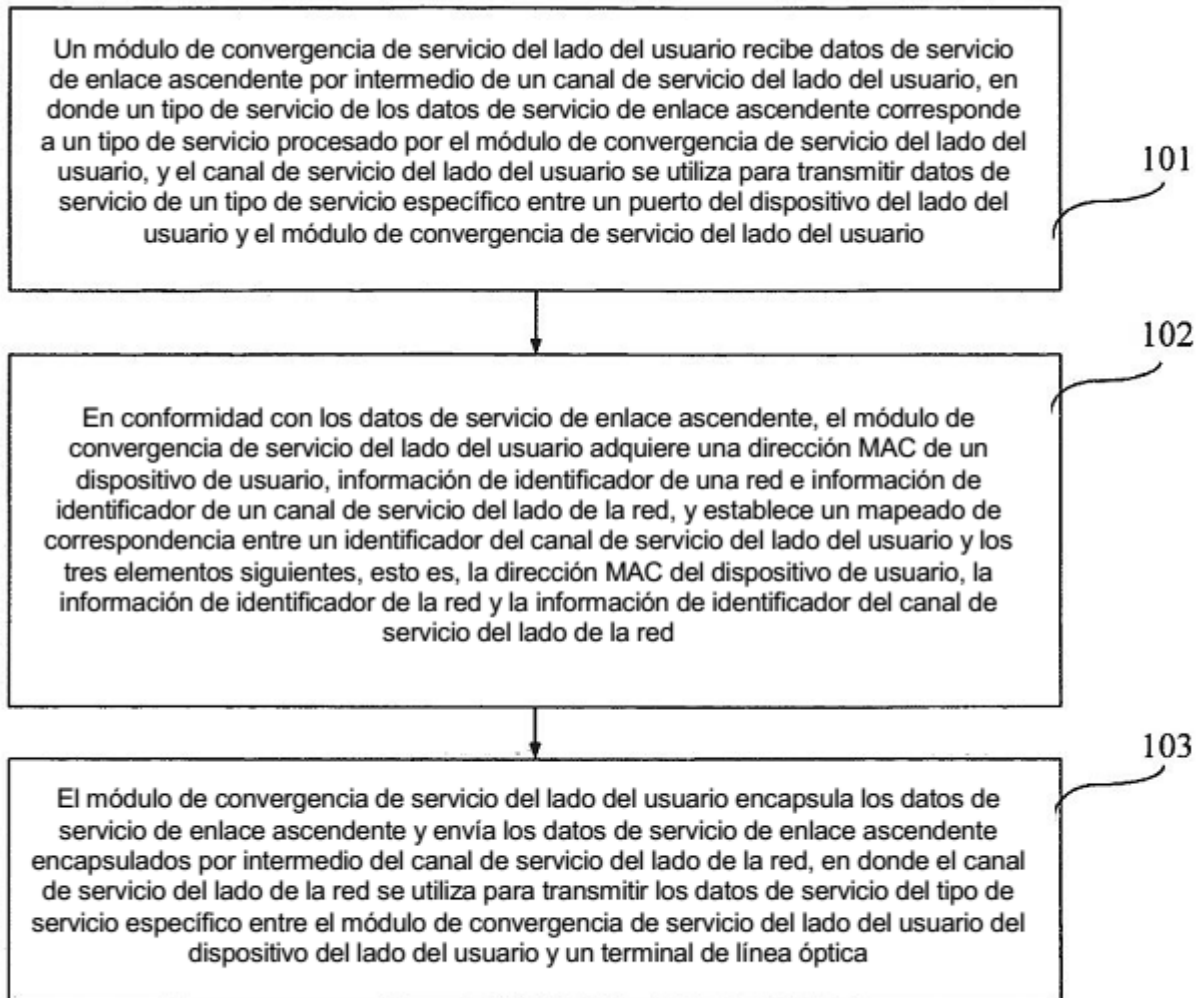 Un módulo de convergencia de servicio del lado del usuario recibe datos de servicio
de enlace ascendente por intermedio de un canal de servicio del lado del usuario, en
donde un tipo de servicio de los datos de servicio de enlace ascendente corresponde
a un tipo de servicio procesado por el módulo de convergencia de servicio del lado del
usuario, y el canal de servicio del lado del usuario se utiliza para transmitir datos de
servicio de un tipo de servicio específico entre un puerto del dispositivo del lado del
usuario y el módulo de convergencia de servicio del lado del usuario
101
102
En conformidad con los datos de servicio de enlace ascendente, el módulo de
convergencia de servicio del lado del usuario adquiere una dirección MAC de un
dispositivo de usuario, información de identificador de una red e información de
identificador de un canal de servicio del lado de la red, y establece un mapeado de
correspondencia entre un identificador del canal de servicio del lado del usuario y los
tres elementos siguientes, esto es, la dirección MAC del dispositivo de usuario, la
información de identificador de la red y la información de identificador del canal de
servicio del lado de la red
103
El módulo de convergencia de servicio del lado del usuario encapsula los datos de
servicio de enlace ascendente y envía los datos de servicio de enlace ascendente
encapsulados por intermedio del canal de servicio del lado de la red, en donde el canal
de servicio del lado de la red se utiliza para transmitir los datos de servicio del tipo de
servicio específico entre el módulo de convergencia de servicio del lado del usuario del
dispositivo del lado del usuario y un terminal de línea óptica